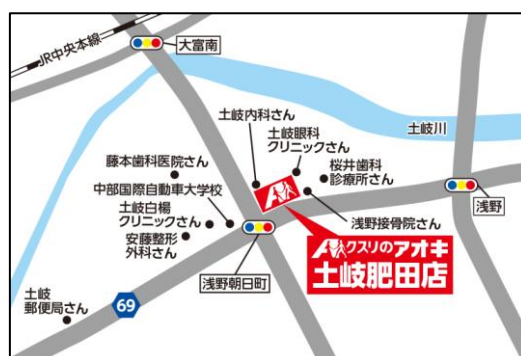 JR中央本線
大富南
土岐川
土岐内科さん
土岐眼科
クリニックさん
桜井歯科
診療所さん
藤本歯科医院さん
中部国際自動車大学校
土岐白楊
クリニックさん
安藤整形
外科さん
浅野
浅野接骨院さん
クスリのアオキ
土岐肥田店
浅野朝日町
土岐
郵便局さん
69